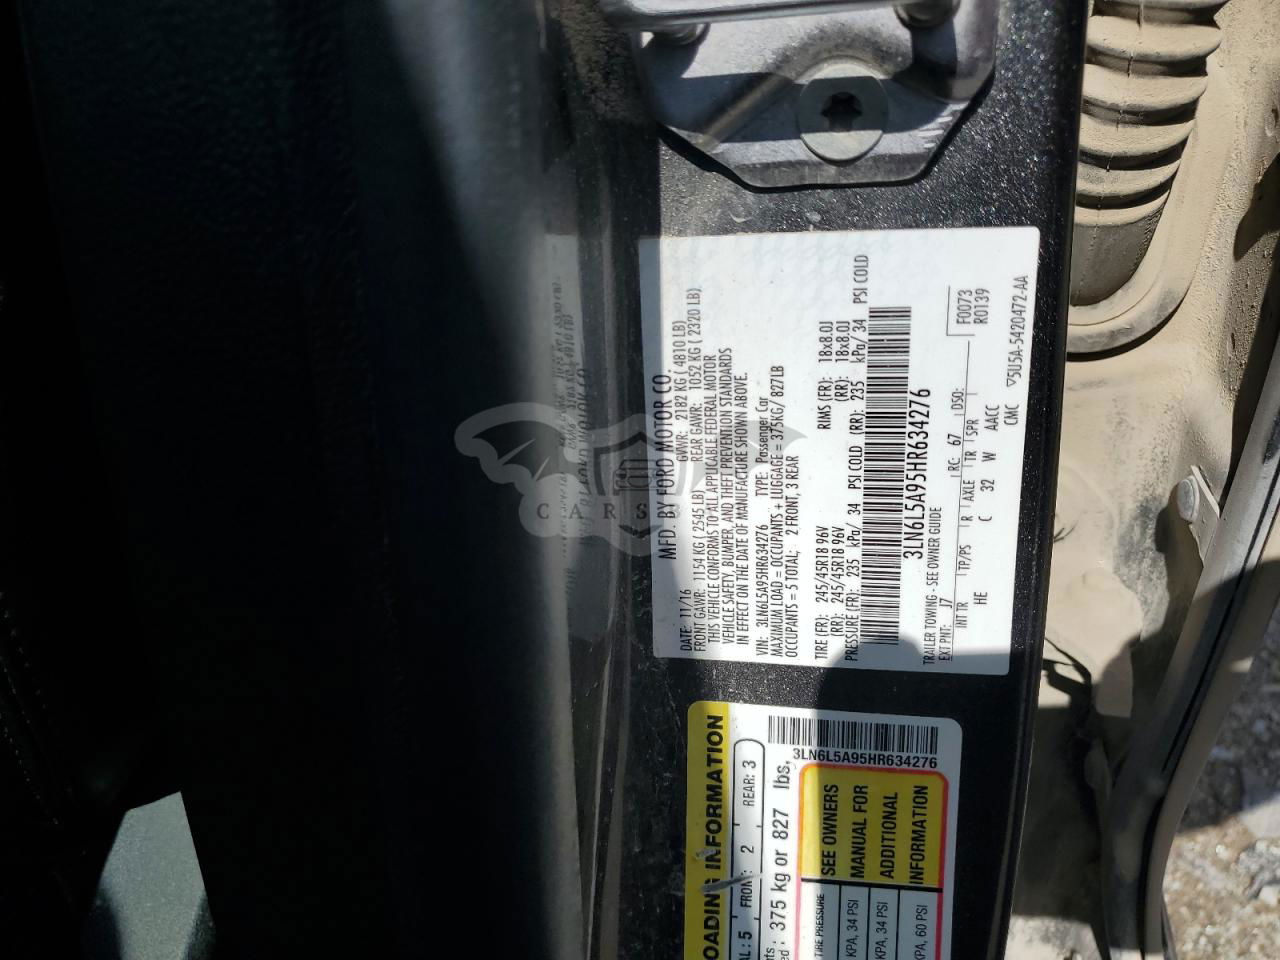 MFD. BY FORD MOTOR CO.
DATE: 11/16 GVWR: 2182 KG ( 4810 LB)
FRONT GAWR: 1154 KG ( 2545 LB) REAR GAWR: 1052 KG ( 2320 LB)
THIS VEHICLE CONFORMS TO ALL APPLICABLE FEDERAL MOTOR
VEHICLE SAFETY, BUMPER, AND THEFT PREVENTION STANDARDS
IN EFFECT ON THE DATE OF MANUFACTURE SHOWN ABOVE.
VIN: 3LN6L5A95HR634276 TYPE: Passenger Car
MAXIMUM LOAD = OCCUPANTS + LUGGAGE = 375KG/ 827LB
OCCUPANTS = 5 TOTAL; 2 FRONT, 3 REAR
TIRE (FR): 245/45R18 96V RIMS (FR): 18x8.0J
(RR): 245/45R18 96V (RR): 18x8.0J
PRESSURE (FR): 235 kPa/ 34 PSI COLD (RR): 235 kPa/ 34 PSI COLD
3LN6L5A95HR634276
TRAILER TOWING - SEE OWNER GUIDE
EXT PNT: J7 RC: 67 DSO:
F0073
R0139
INT TR TP/PS R AXLE TR SPR
HE C 32 W AACC
CMC
▽5U5A-5420472-AA
CARS
OADING INFORMATION
AL: 5 FRONT: 2 REAR: 3
375 kg or 827 lbs.
3LN6L5A95HR634276
SEE OWNERS
MANUAL FOR
ADDITIONAL
INFORMATION
TIRE PRESSURE
KPA, 34 PSI
KPA, 34 PSI
KPA, 60 PSI